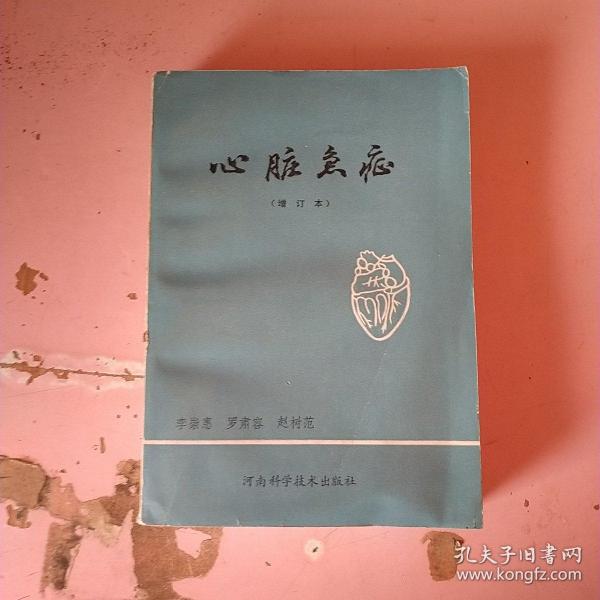 心脏急症
(增订本)
李崇惠 罗肃容 赵树范
河南科学技术出版社
孔夫子旧书网
www.kongfz.com